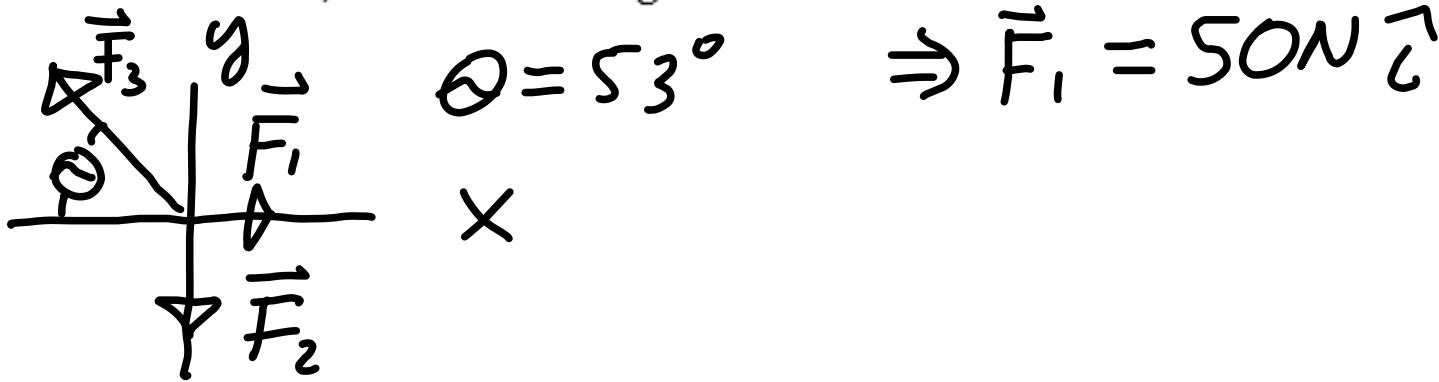 F⃗₃ y θ = 53° ⇒ F⃗₁ = 50N î
θ F⃗₁
x
F⃗₂